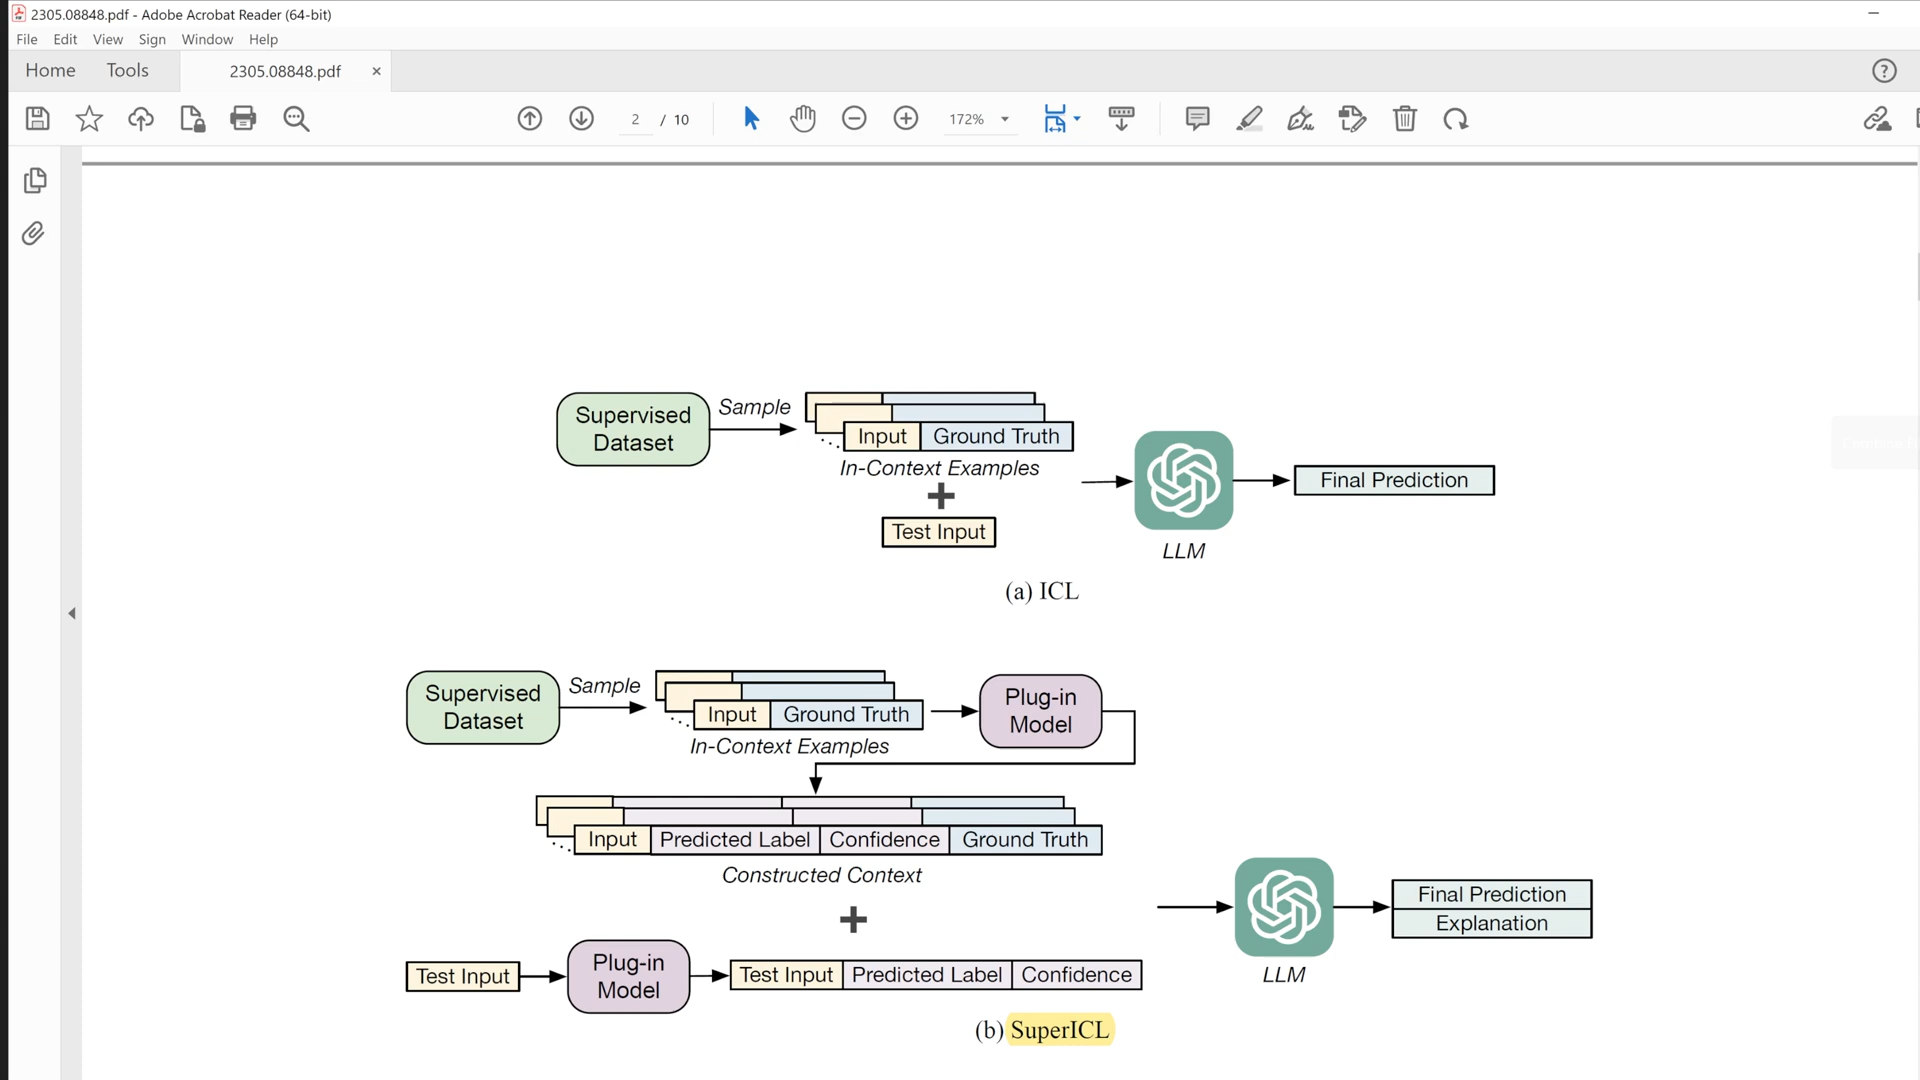 2305.08848.pdf - Adobe Acrobat Reader (64-bit)
File Edit View Sign Window Help
Home Tools 2305.08848.pdf ×
2 / 10 172%
Supervised
Dataset
Sample
Input Ground Truth
In-Context Examples
Test Input
LLM
Final Prediction
(a) ICL
Supervised
Dataset
Sample
Input Ground Truth
In-Context Examples
Plug-in
Model
Input Predicted Label Confidence Ground Truth
Constructed Context
Test Input
Plug-in
Model
Test Input Predicted Label Confidence
LLM
Final Prediction
Explanation
(b) SuperICL